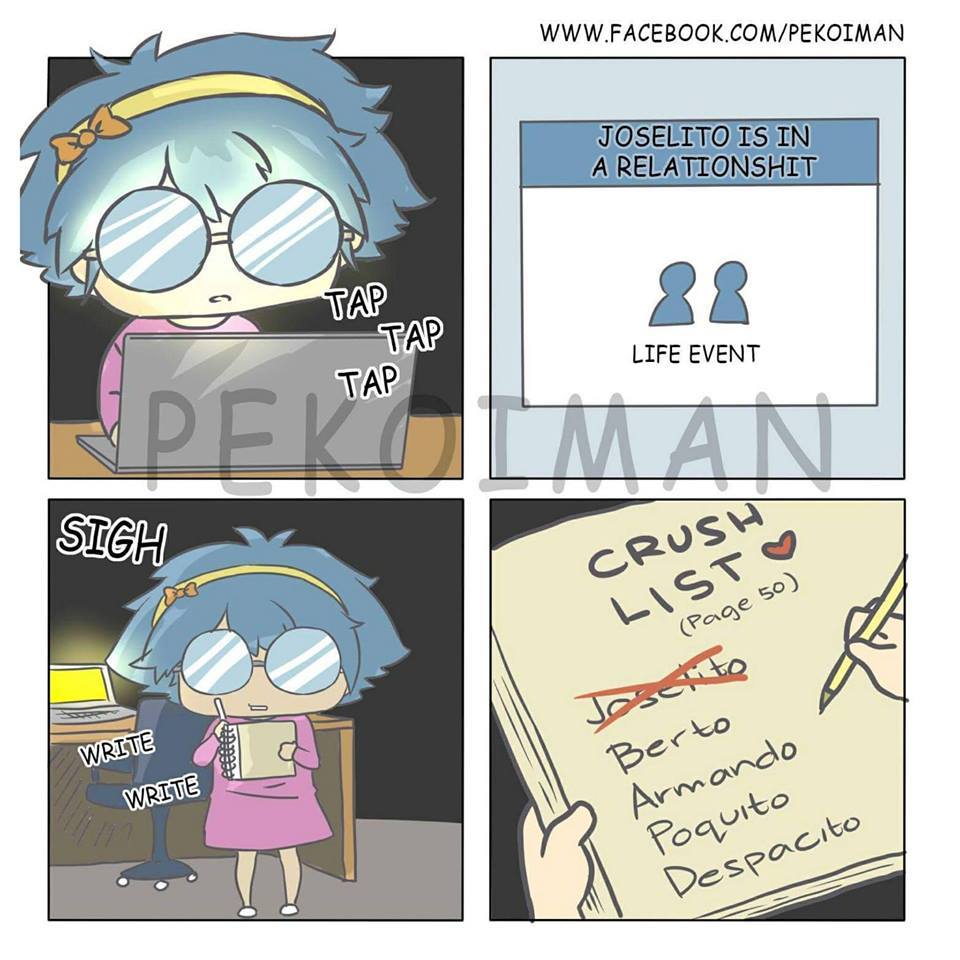 WWW.FACEBOOK.COM/PEKOIMAN
TAP
TAP
TAP
JOSELITO IS IN
A RELATIONSHIT
LIFE EVENT
PEKOIMAN
SIGH
WRITE
WRITE
CRUSH
LIST
(Page 50)
Joselito
Berto
Armando
Poquito
Despacito